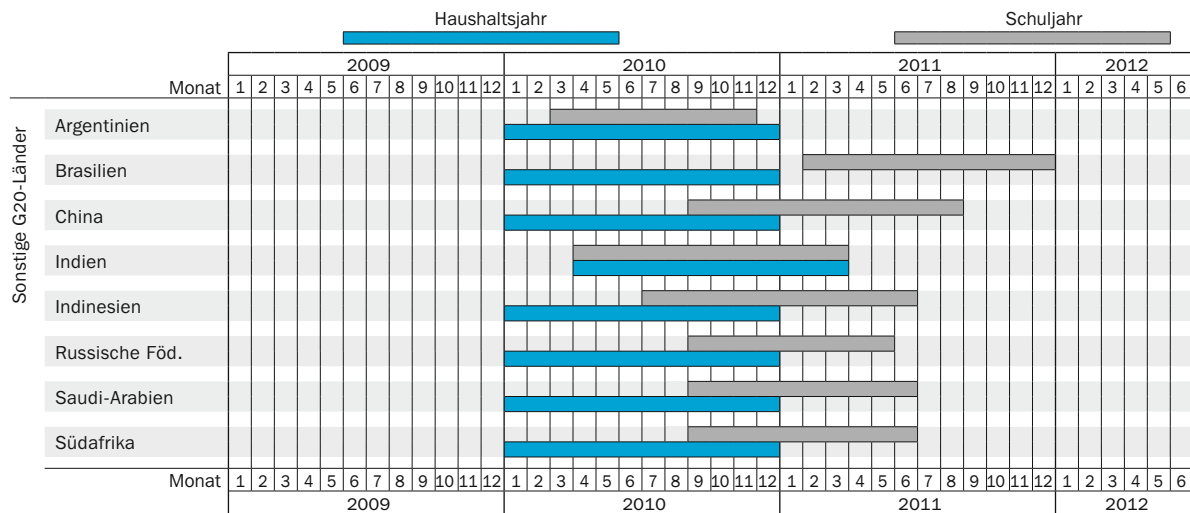 Haushaltsjahr Schuljahr
2009 2010 2011 2012
Monat 1 2 3 4 5 6 7 8 9 10 11 12 1 2 3 4 5 6 7 8 9 10 11 12 1 2 3 4 5 6 7 8 9 10 11 12 1 2 3 4 5 6
Sonstige G20-Länder
Argentinien
Brasilien
China
Indien
Indinesien
Russische Föd.
Saudi-Arabien
Südafrika
Monat 1 2 3 4 5 6 7 8 9 10 11 12 1 2 3 4 5 6 7 8 9 10 11 12 1 2 3 4 5 6 7 8 9 10 11 12 1 2 3 4 5 6
2009 2010 2011 2012